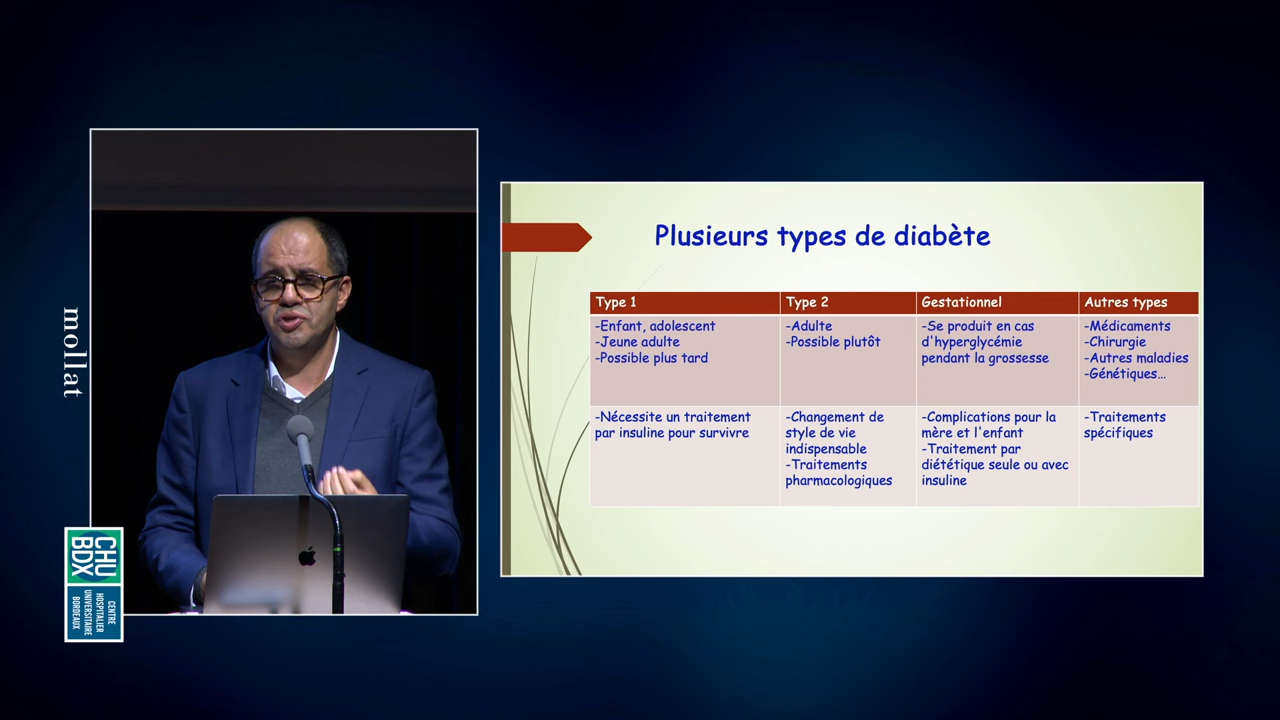 mollat
CHU
BDX
CENTRE
HOSPITALIER
UNIVERSITAIRE
BORDEAUX
Plusieurs types de diabète
Type 1
-Enfant, adolescent
-Jeune adulte
-Possible plus tard
-Nécessite un traitement
par insuline pour survivre
Type 2
-Adulte
-Possible plutôt
-Changement de
style de vie
indispensable
-Traitements
pharmacologiques
Gestationnel
-Se produit en cas
d'hyperglycémie
pendant la grossesse
-Complications pour la
mère et l'enfant
-Traitement par
diététique seule ou avec
insuline
Autres types
-Médicaments
-Chirurgie
-Autres maladies
-Génétiques...
-Traitements
spécifiques